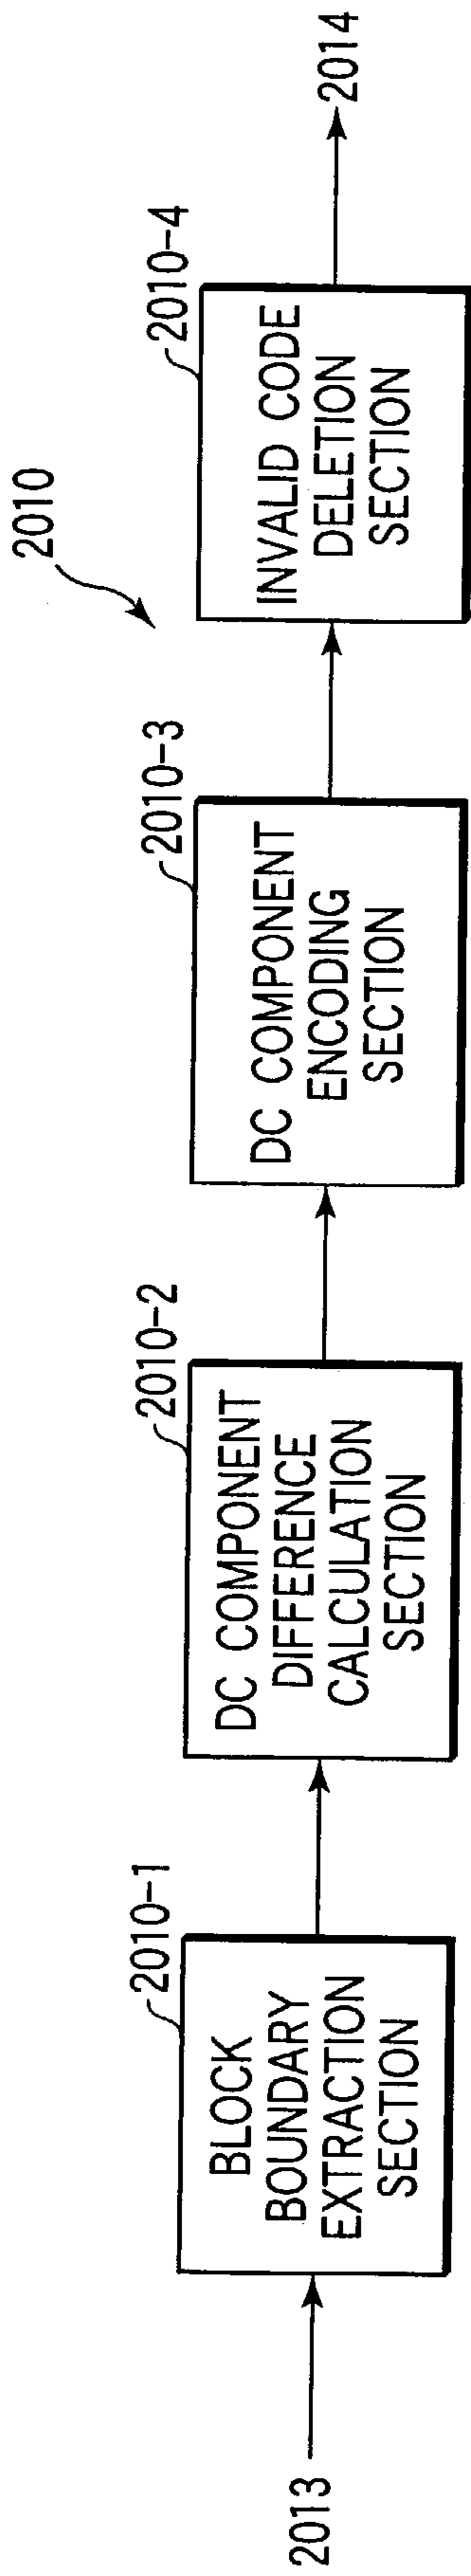 2010
2013
2010-1
BLOCK
BOUNDARY
EXTRACTION
SECTION
2010-2
DC COMPONENT
DIFFERENCE
CALCULATION
SECTION
2010-3
DC COMPONENT
ENCODING
SECTION
2010-4
INVALID CODE
DELETION
SECTION
2014